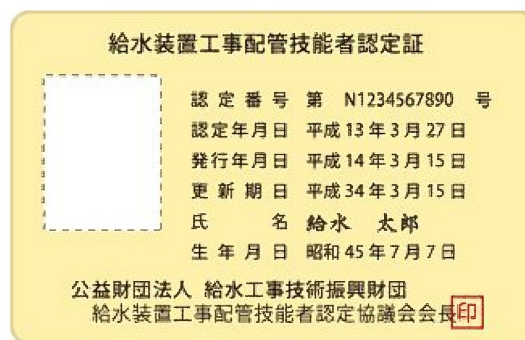 給水装置工事配管技能者認定証
認定番号 第 N1234567890 号
認定年月日 平成13年3月27日
発行年月日 平成14年3月15日
更新期日 平成34年3月15日
氏名 給水 太郎
生年月日 昭和45年7月7日
公益財団法人 給水工事技術振興財団
給水装置工事配管技能者認定協議会会長印